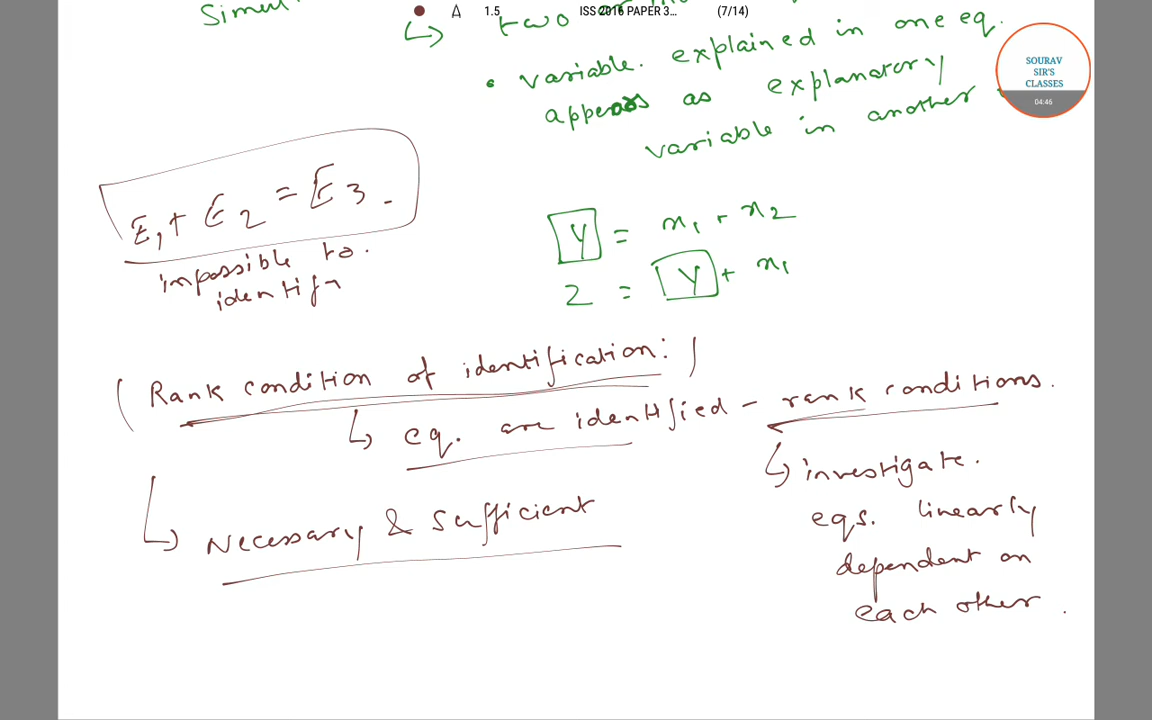 A 1.5 ISS 2016 PAPER 3... (7/14)
two
• variable. explained in one eq.
appears as explanatory
variable in another
SOURAV
SIR'S
CLASSES
04:46
E1 + E2 = E3.
impossible to.
identify
Y = x1 + x2
2 = Y + x1
(Rank condition of identification:)
↳ eq. are identified - rank conditions.
↳ investigate.
eqs. linearly
dependent on
each other.
↳ Necessary & Sufficient